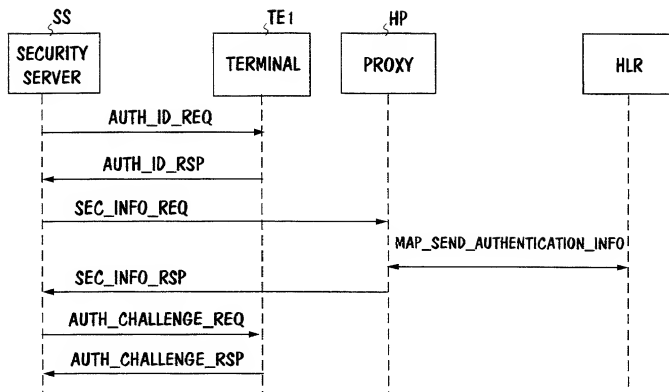 SS
TE1
HP
SECURITY
SERVER
TERMINAL
PROXY
HLR
AUTH_ID_REQ
AUTH_ID_RSP
SEC_INFO_REQ
MAP_SEND_AUTHENTICATION_INFO
SEC_INFO_RSP
AUTH_CHALLENGE_REQ
AUTH_CHALLENGE_RSP